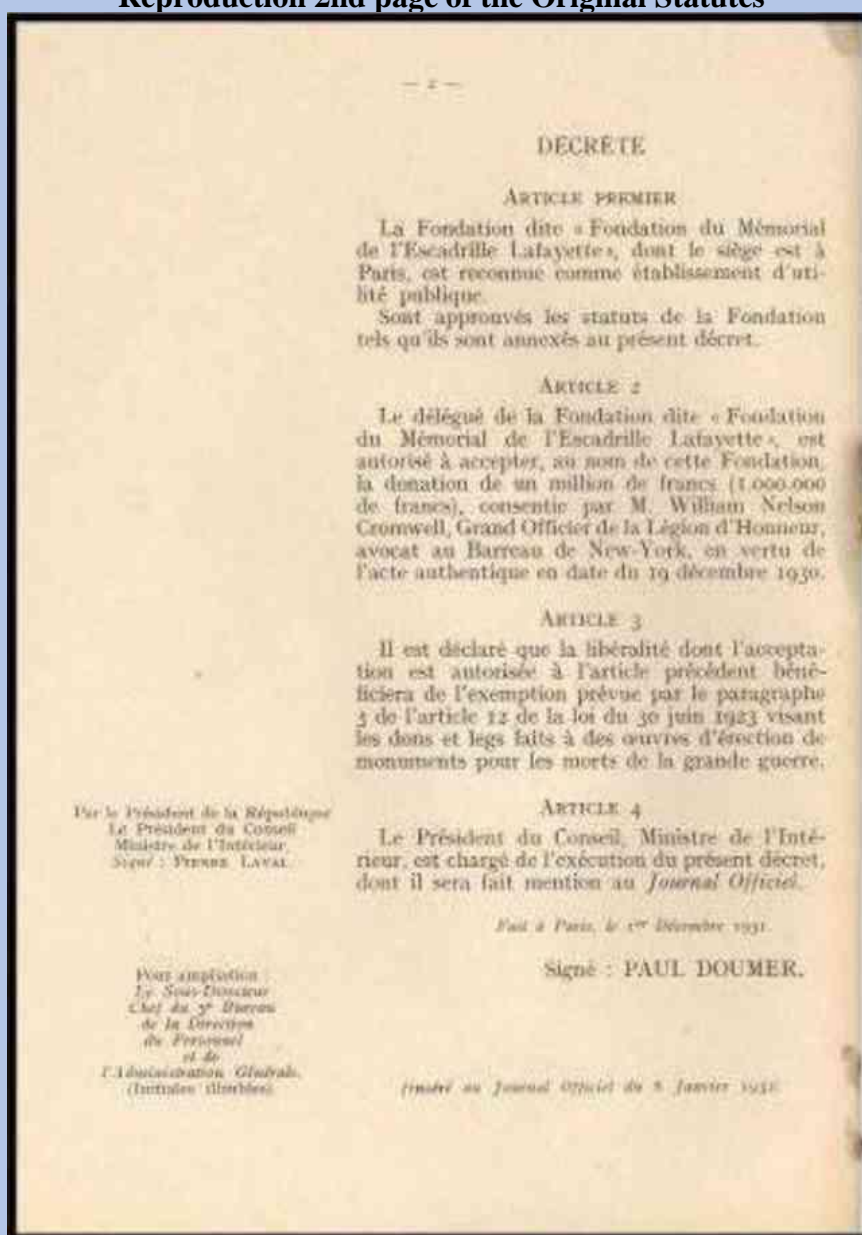 Reproduction 2nd page of the Original Statutes
— 2 —
DÉCRÈTE
ARTICLE PREMIER
La Fondation dite « Fondation du Mémorial
de l'Escadrille Lafayette », dont le siège est à
Paris, est reconnue comme établissement d'uti-
lité publique.
Sont approuvés les statuts de la Fondation
tels qu'ils sont annexés au présent décret.
ARTICLE 2
Le délégué de la Fondation dite « Fondation
du Mémorial de l'Escadrille Lafayette », est
autorisé à accepter, au nom de cette Fondation,
la donation de un million de francs (1.000.000
de francs), consentie par M. William Nelson
Cromwell, Grand Officier de la Légion d'Honneur,
avocat au Barreau de New-York, en vertu de
l'acte authentique en date du 19 décembre 1930.
ARTICLE 3
Il est déclaré que la libéralité dont l'accepta-
tion est autorisée à l'article précédent béné-
ficiera de l'exemption prévue par le paragraphe
3 de l'article 12 de la loi du 30 juin 1923 visant
les dons et legs faits à des œuvres d'érection de
monuments pour les morts de la grande guerre.
ARTICLE 4
Le Président du Conseil, Ministre de l'Inté-
rieur, est chargé de l'exécution du présent décret,
dont il sera fait mention au Journal Officiel.
Par le Président de la République
Le Président du Conseil
Ministre de l'Intérieur
Signé : PIERRE LAVAL
Fait à Paris, le 1er Décembre 1931.
Signé : PAUL DOUMER.
Pour ampliation :
Le Sous-Directeur
Chef du 3e Bureau
de la Direction
du Personnel
et de
l'Administration Générale.
(Initiales illisibles)
(Inséré au Journal Officiel du Janvier